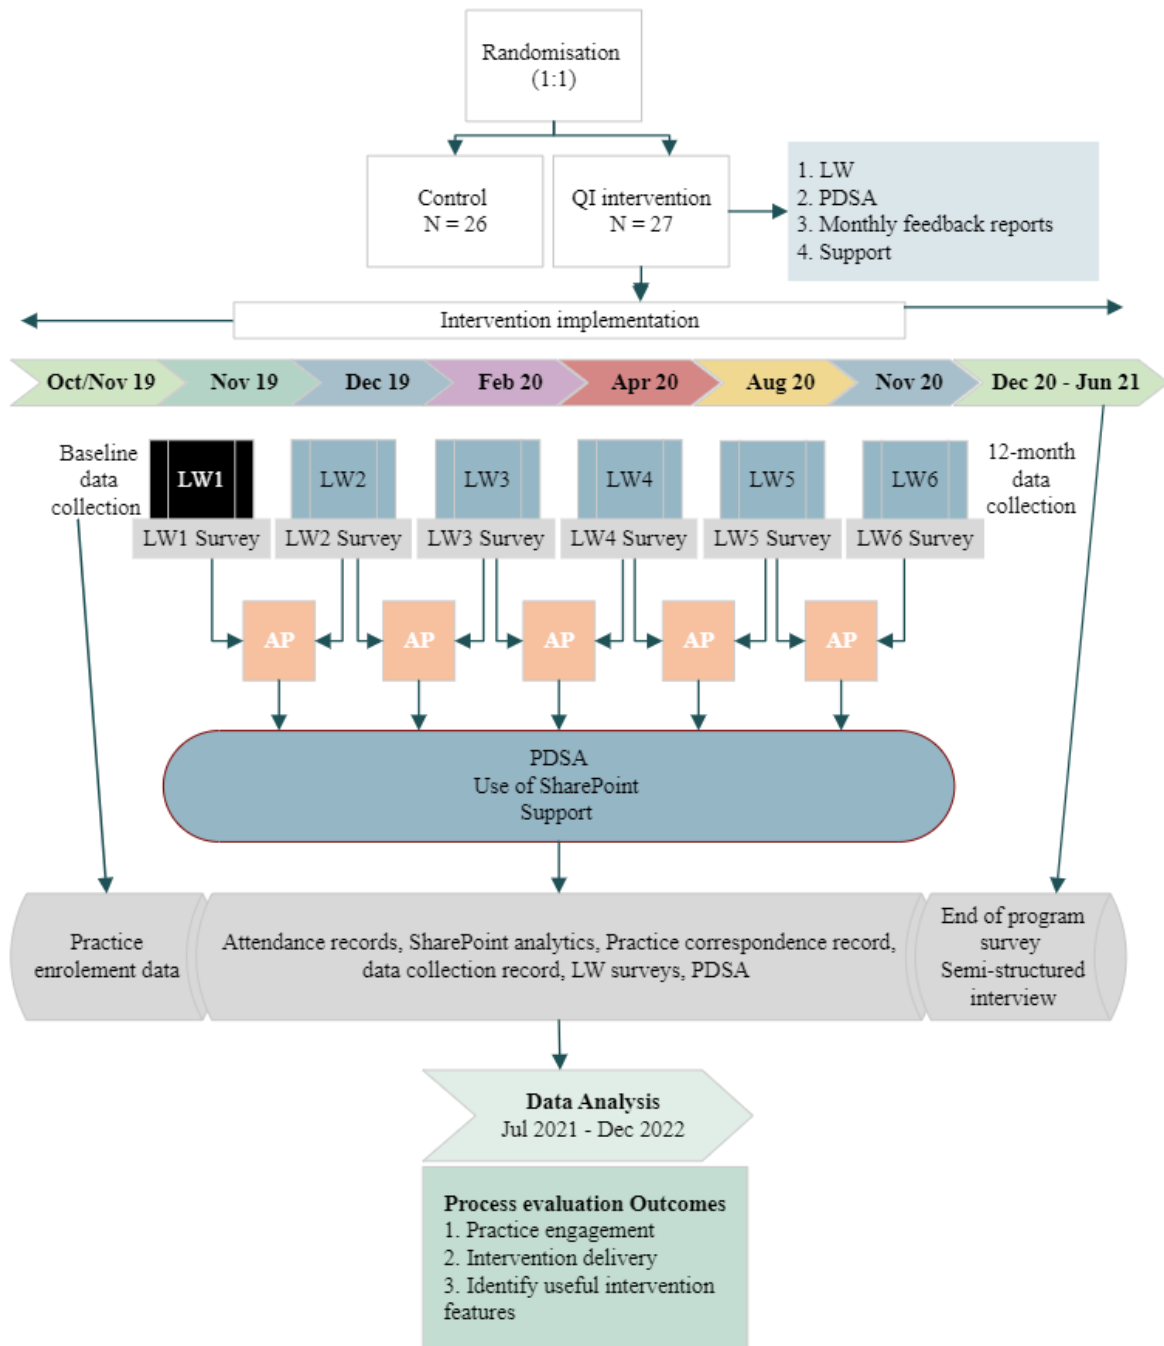 Randomisation
(1:1)
Control
N = 26
QI intervention
N = 27
1. LW
2. PDSA
3. Monthly feedback reports
4. Support
Intervention implementation
Oct/Nov 19
Nov 19
Dec 19
Feb 20
Apr 20
Aug 20
Nov 20
Dec 20 - Jun 21
Baseline
data
collection
LW1
LW2
LW3
LW4
LW5
LW6
12-month
data
collection
LW1 Survey
LW2 Survey
LW3 Survey
LW4 Survey
LW5 Survey
LW6 Survey
AP
AP
AP
AP
AP
PDSA
Use of SharePoint
Support
Practice
enrolement data
Attendance records, SharePoint analytics, Practice correspondence record,
data collection record, LW surveys, PDSA
End of program
survey
Semi-structured
interview
Data Analysis
Jul 2021 - Dec 2022
Process evaluation Outcomes
1. Practice engagement
2. Intervention delivery
3. Identify useful intervention
features